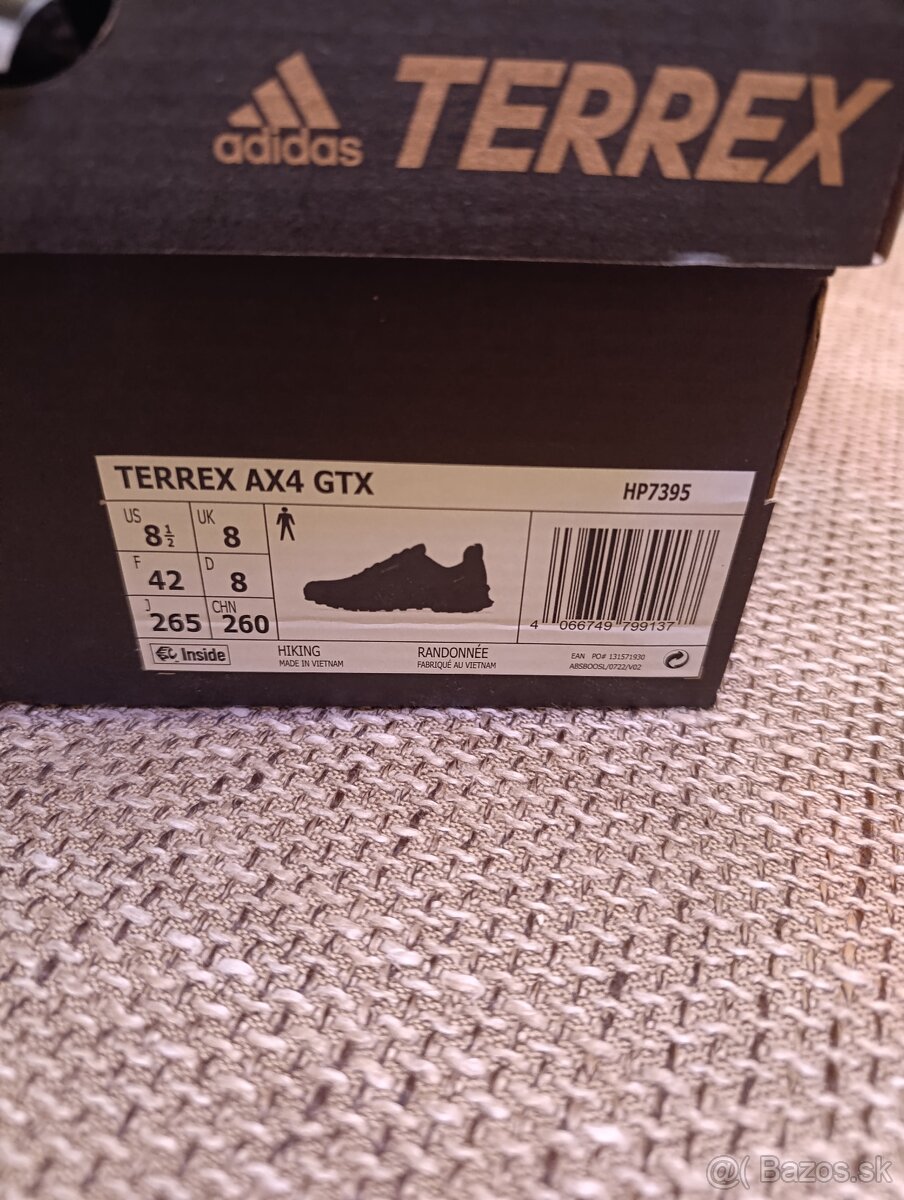 adidas TERREX
TERREX AX4 GTX HP7395
US 8½ UK 8
F 42 D 8
J 265 CHN 260
4 066749 799137
Inside HIKING RANDONNÉE EAN PO# 131571930
MADE IN VIETNAM FABRIQUÉ AU VIETNAM ABSBOOSL/0722/V02
@( Bazos.sk